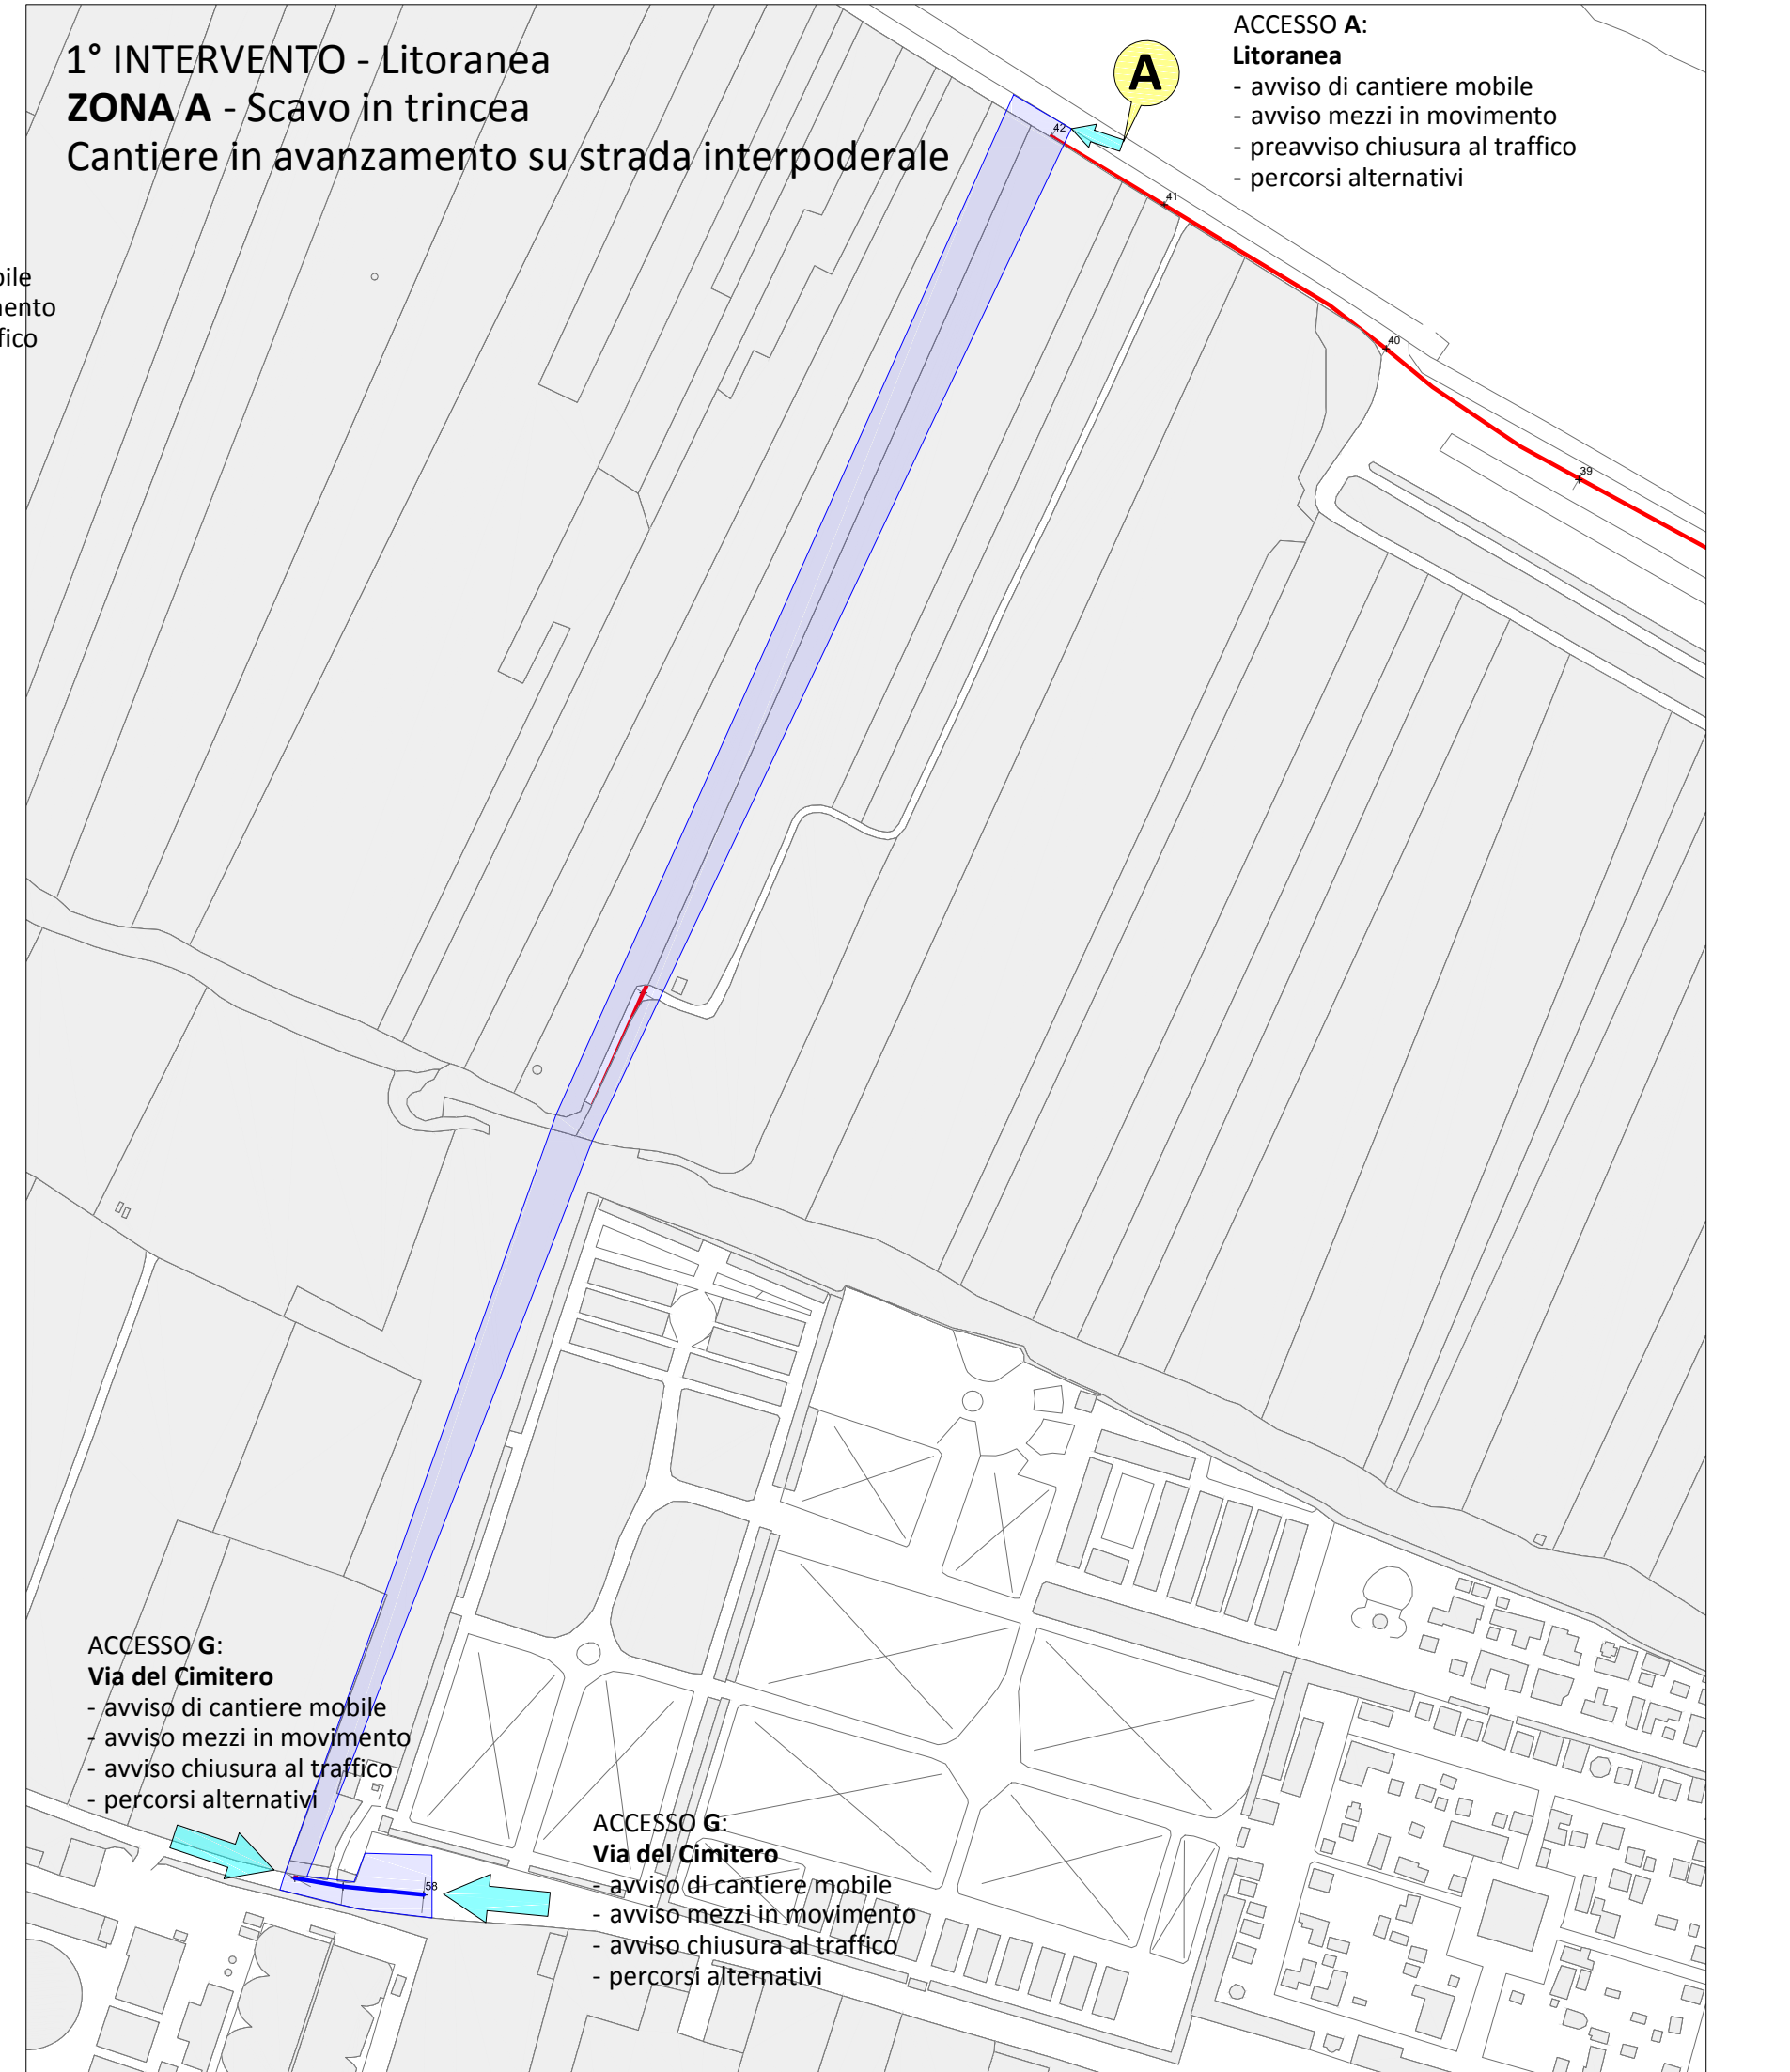 1° INTERVENTO - Litoranea
ZONA A - Scavo in trincea
Cantiere in avanzamento su strada interpoderale
A
ACCESSO A:
Litoranea
- avviso di cantiere mobile
- avviso mezzi in movimento
- preavviso chiusura al traffico
- percorsi alternativi
42
41
40
39
ACCESSO G:
Via del Cimitero
- avviso di cantiere mobile
- avviso mezzi in movimento
- avviso chiusura al traffico
- percorsi alternativi
58
ACCESSO G:
Via del Cimitero
- avviso di cantiere mobile
- avviso mezzi in movimento
- avviso chiusura al traffico
- percorsi alternativi